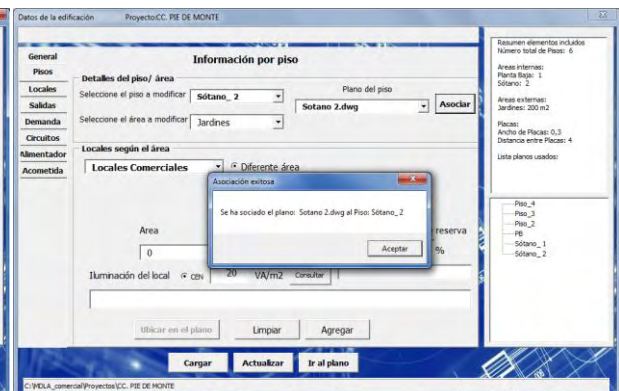 Datos de la edificación Proyecto:CC. PIE DE MONTE
General
Pisos
Locales
Salidas
Demanda
Circuitos
Alimentador
Acometida
Información por piso
Detalles del piso/ área
Seleccione el piso a modificar Sótano_ 2
Plano del piso
Sotano 2.dwg Asociar
Seleccione el área a modificar Jardines
Locales según el área
Locales Comerciales Diferente área
Asociación exitosa
Se ha sociado el plano: Sotano 2.dwg al Piso: Sótano_ 2
Aceptar
Area
reserva
0
%
Iluminación del local CEN 20 VA/m2 Consultar
Ubicar en el plano Limpiar Agregar
Cargar Actualizar Ir al plano
C:\MDLA_comercial\Proyectos\CC. PIE DE MONTE
Resumen elementos incluidos
Número total de Pisos: 6
Areas internas:
Planta Baja: 1
Sótano: 2
Areas externas:
Jardines: 200 m2
Placas:
Ancho de Placas: 0,3
Distancia entre Placas: 4
Lista planos usados:
Piso_4
Piso_3
Piso_2
PB
Sótano_ 1
Sótano_ 2